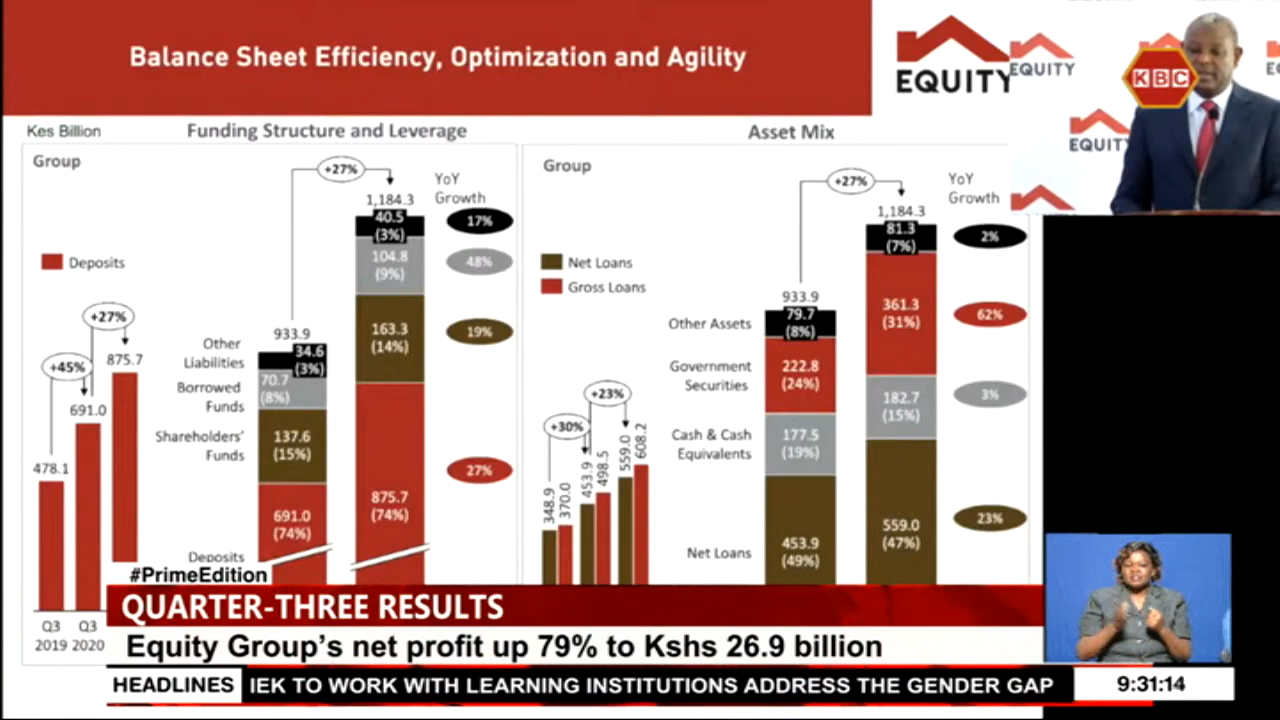 Balance Sheet Efficiency, Optimization and Agility
EQUITY
EQUITY
KBC
EQUIT
Kes Billion
Funding Structure and Leverage
Asset Mix
Group
Group
+27%
1,184.3
YoY
Growth
40.5
(3%)
17%
104.8
(9%)
48%
Deposits
163.3
(14%)
19%
+27%
875.7
+45%
691.0
478.1
933.9
Other
Liabilities
34.6
(3%)
Borrowed
Funds
70.7
(8%)
Shareholders'
Funds
137.6
(15%)
27%
691.0
(74%)
875.7
(74%)
Deposits
Q3
2019
Q3
2020
+27%
1,184.3
YoY
Growth
81.3
(7%)
2%
Net Loans
Gross Loans
933.9
Other Assets
79.7
(8%)
361.3
(31%)
62%
Government
Securities
222.8
(24%)
182.7
(15%)
3%
+23%
+30%
Cash & Cash
Equivalents
177.5
(19%)
348.9
370.0
453.9
498.5
559.0
608.2
Net Loans
453.9
(49%)
559.0
(47%)
23%
#PrimeEdition
QUARTER-THREE RESULTS
Equity Group's net profit up 79% to Kshs 26.9 billion
HEADLINES
IEK TO WORK WITH LEARNING INSTITUTIONS ADDRESS THE GENDER GAP
9:31:14